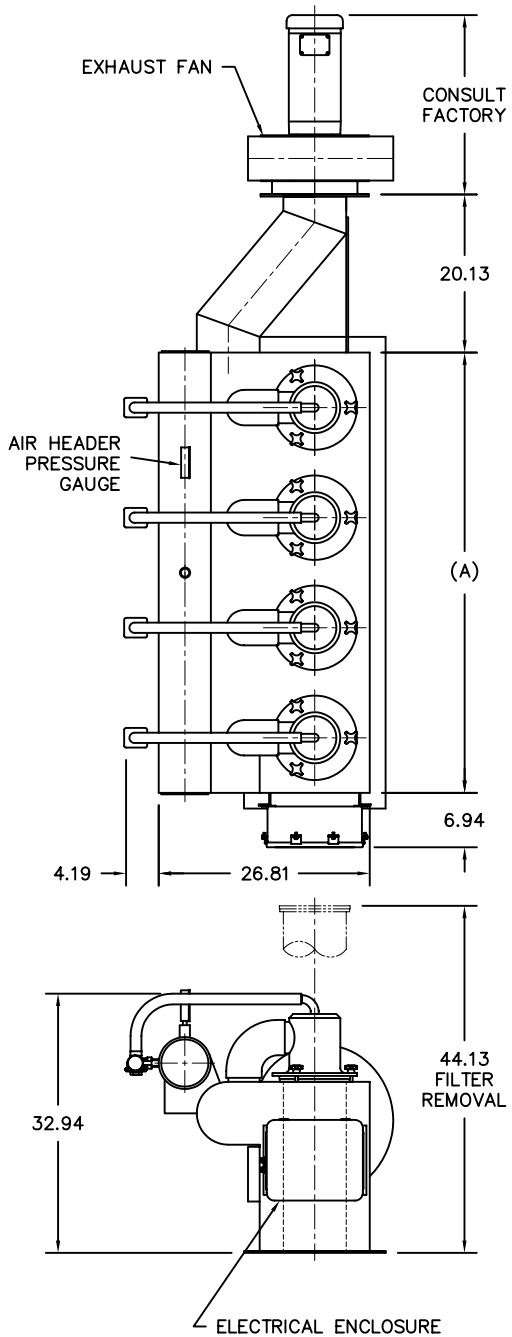 EXHAUST FAN
CONSULT
FACTORY
20.13
AIR HEADER
PRESSURE
GAUGE
(A)
6.94
4.19
26.81
44.13
FILTER
REMOVAL
32.94
ELECTRICAL ENCLOSURE